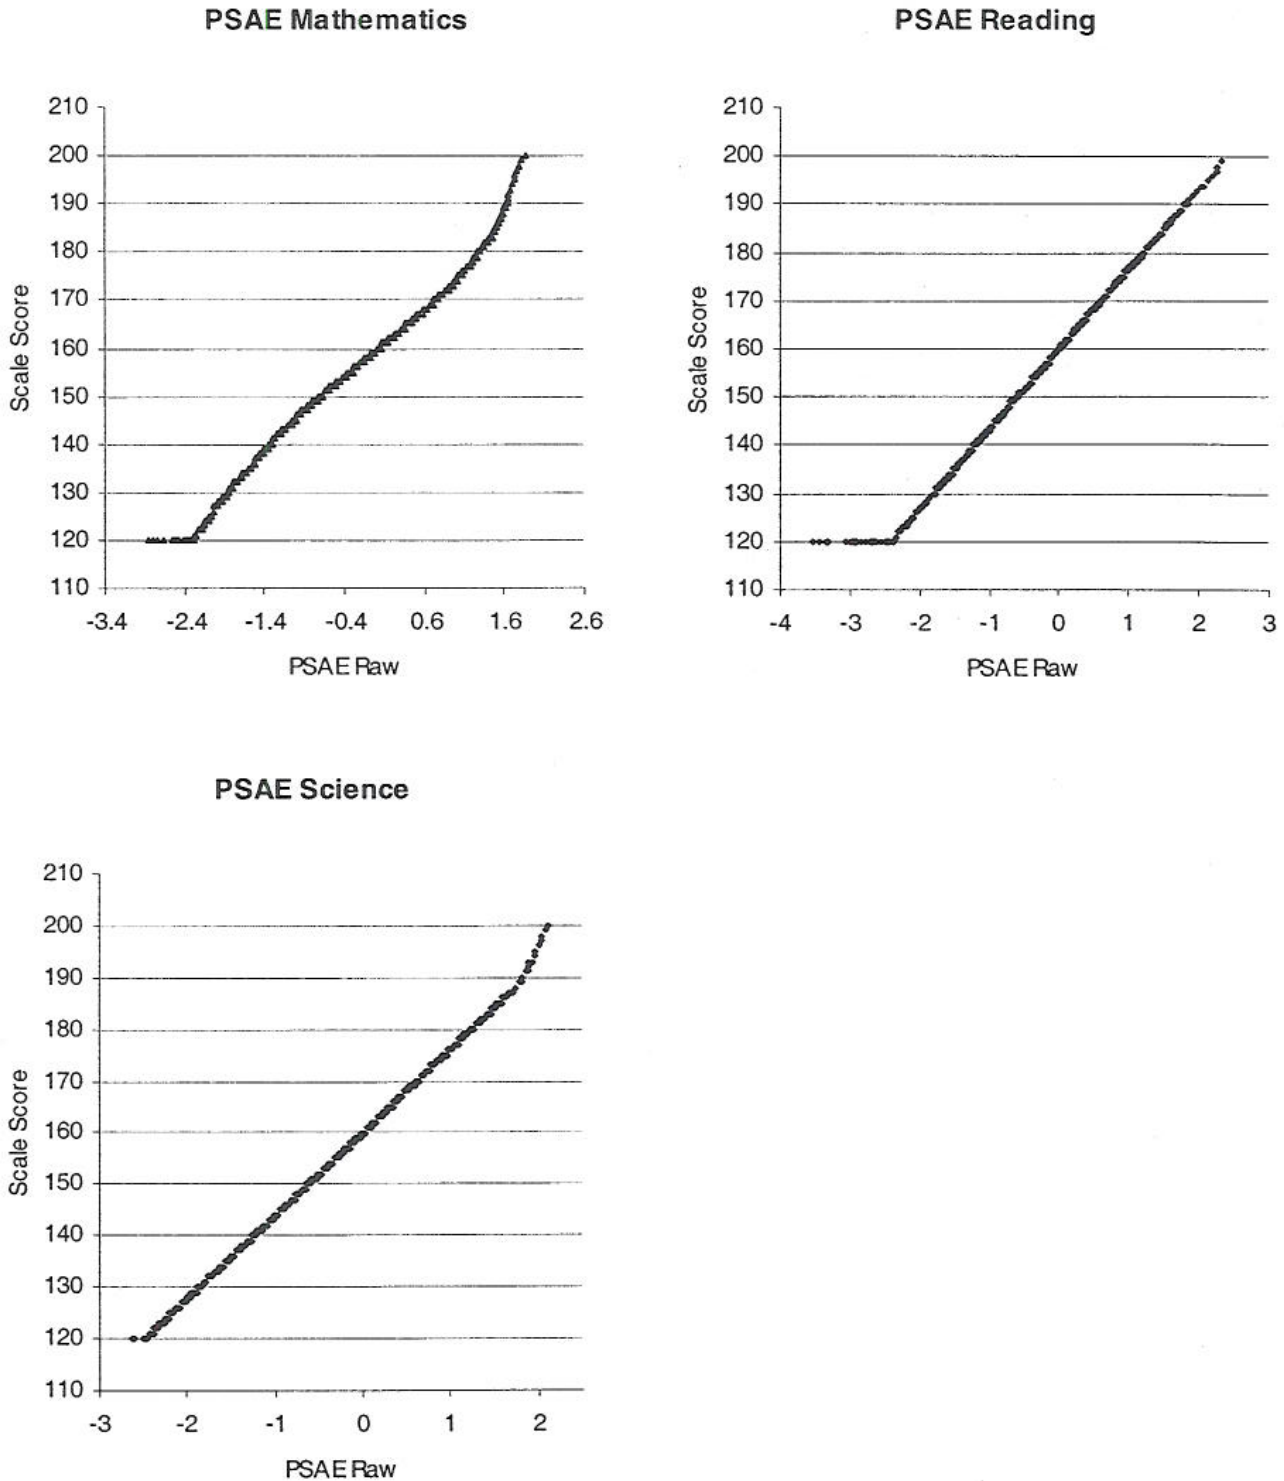 PSAE Mathematics
210
200
190
180
170
160
150
140
130
120
110
Scale Score
-3.4 -2.4 -1.4 -0.4 0.6 1.6 2.6
PSAE Raw
PSAE Reading
210
200
190
180
170
160
150
140
130
120
110
Scale Score
-4 -3 -2 -1 0 1 2 3
PSAE Raw
PSAE Science
210
200
190
180
170
160
150
140
130
120
110
Scale Score
-3 -2 -1 0 1 2
PSAE Raw